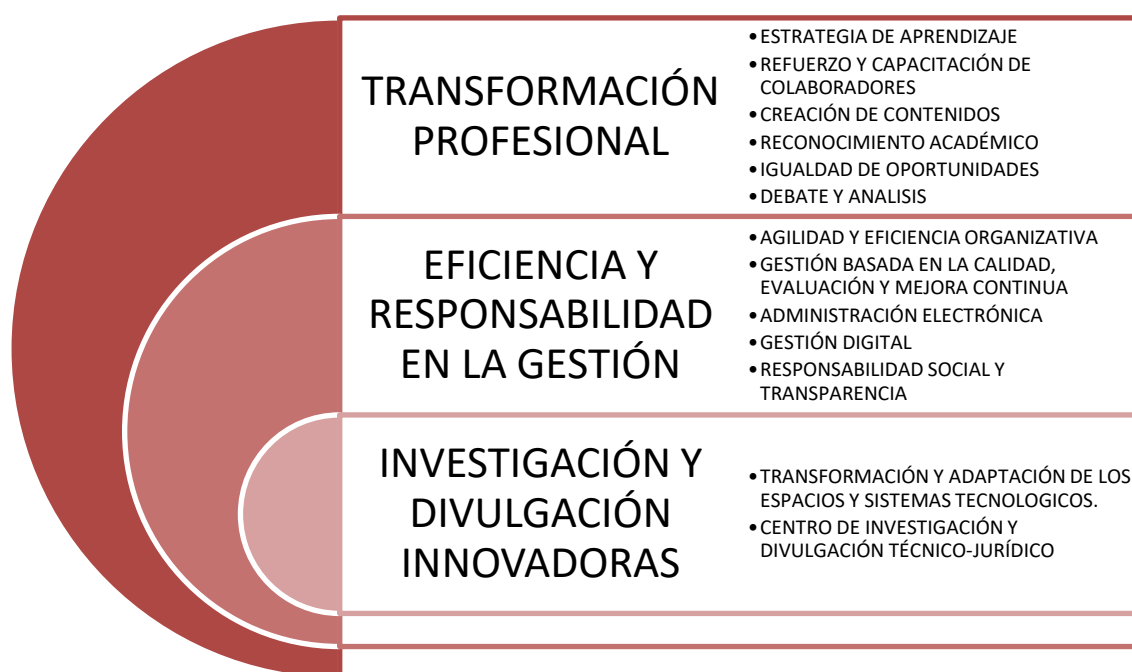 TRANSFORMACIÓN
PROFESIONAL
•ESTRATEGIA DE APRENDIZAJE
•REFUERZO Y CAPACITACIÓN DE
COLABORADORES
•CREACIÓN DE CONTENIDOS
•RECONOCIMIENTO ACADÉMICO
•IGUALDAD DE OPORTUNIDADES
•DEBATE Y ANALISIS
EFICIENCIA Y
RESPONSABILIDAD
EN LA GESTIÓN
•AGILIDAD Y EFICIENCIA ORGANIZATIVA
•GESTIÓN BASADA EN LA CALIDAD,
EVALUACIÓN Y MEJORA CONTINUA
•ADMINISTRACIÓN ELECTRÓNICA
•GESTIÓN DIGITAL
•RESPONSABILIDAD SOCIAL Y
TRANSPARENCIA
INVESTIGACIÓN Y
DIVULGACIÓN
INNOVADORAS
•TRANSFORMACIÓN Y ADAPTACIÓN DE LOS
ESPACIOS Y SISTEMAS TECNOLOGICOS.
•CENTRO DE INVESTIGACIÓN Y
DIVULGACIÓN TÉCNICO-JURÍDICO